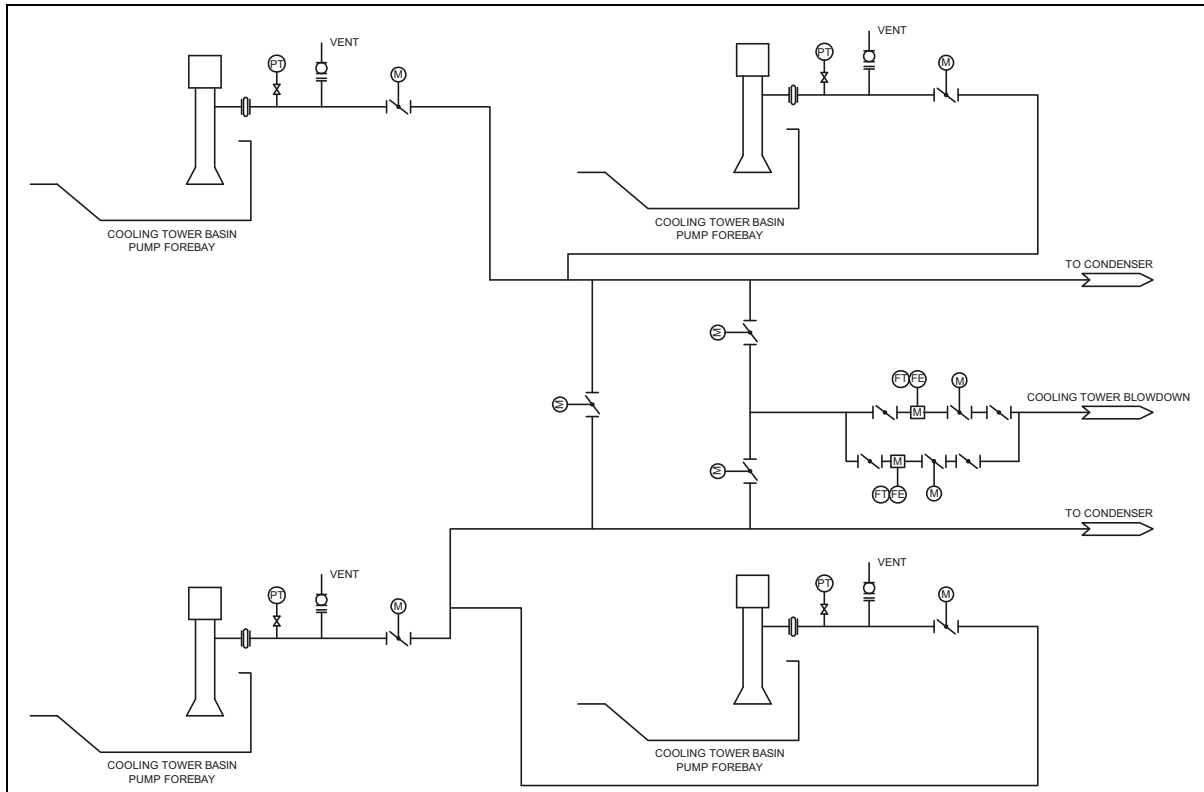 VENT
PT
M
COOLING TOWER BASIN
PUMP FOREBAY
VENT
PT
M
COOLING TOWER BASIN
PUMP FOREBAY
TO CONDENSER
M
M
FT FE
M
COOLING TOWER BLOWDOWN
M
M
M
FT FE
M
TO CONDENSER
VENT
PT
M
COOLING TOWER BASIN
PUMP FOREBAY
VENT
PT
M
COOLING TOWER BASIN
PUMP FOREBAY